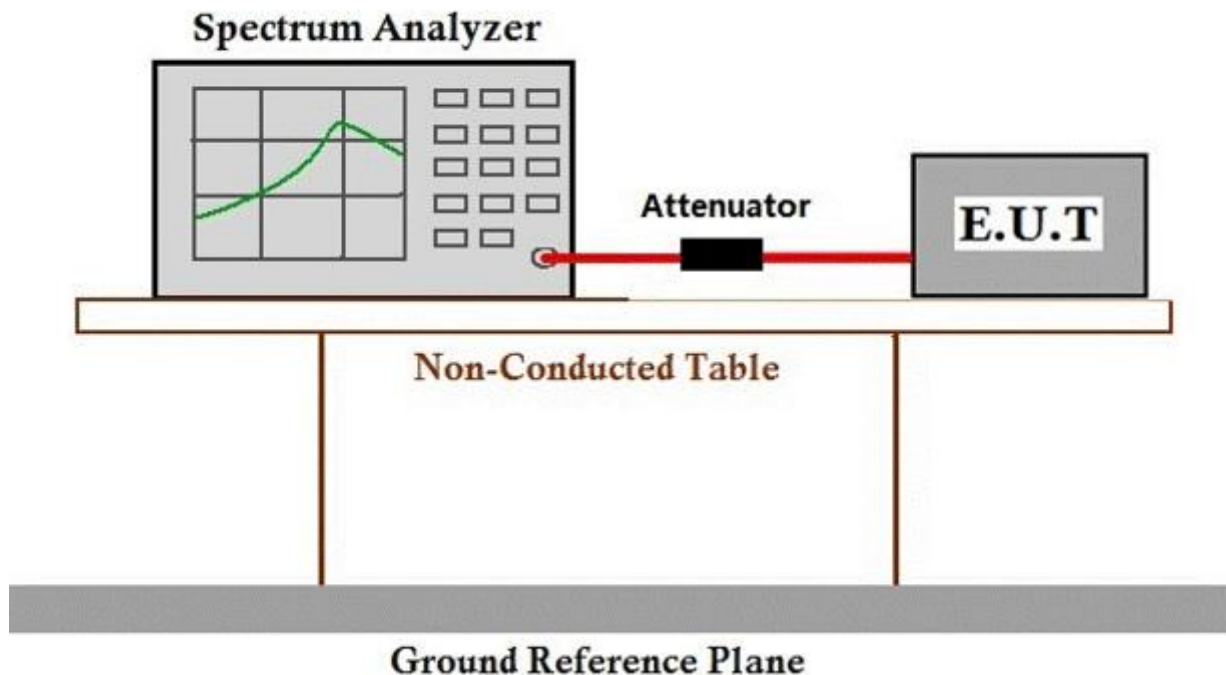 Spectrum Analyzer
Attenuator
E.U.T
Non-Conducted Table
Ground Reference Plane